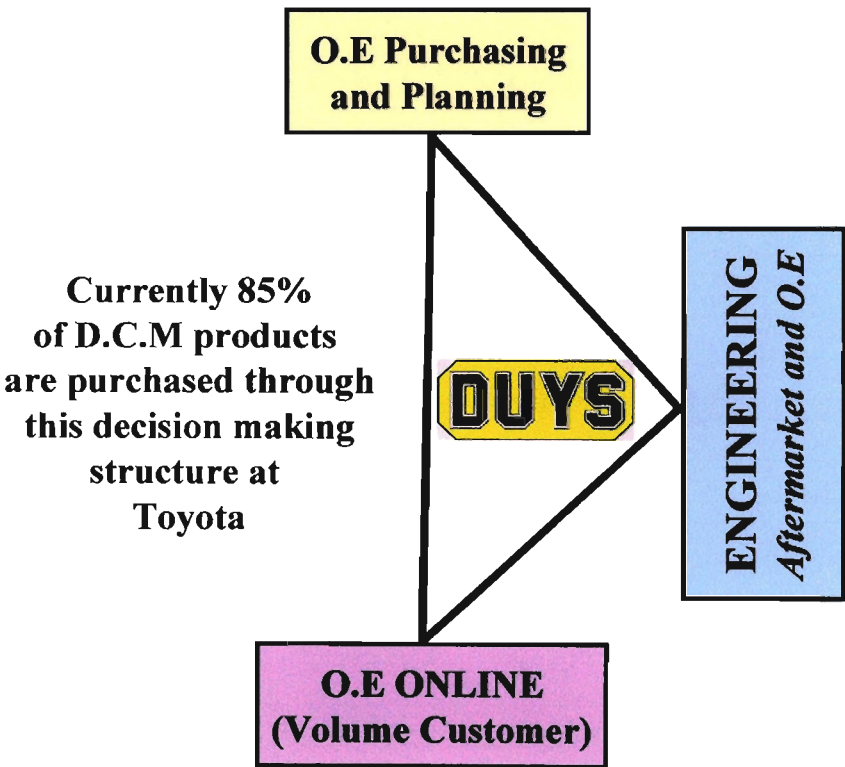 O.E Purchasing
and Planning
Currently 85%
of D.C.M products
are purchased through
this decision making
structure at
Toyota
DUYS
ENGINEERING
Aftermarket and O.E
O.E ONLINE
(Volume Customer)